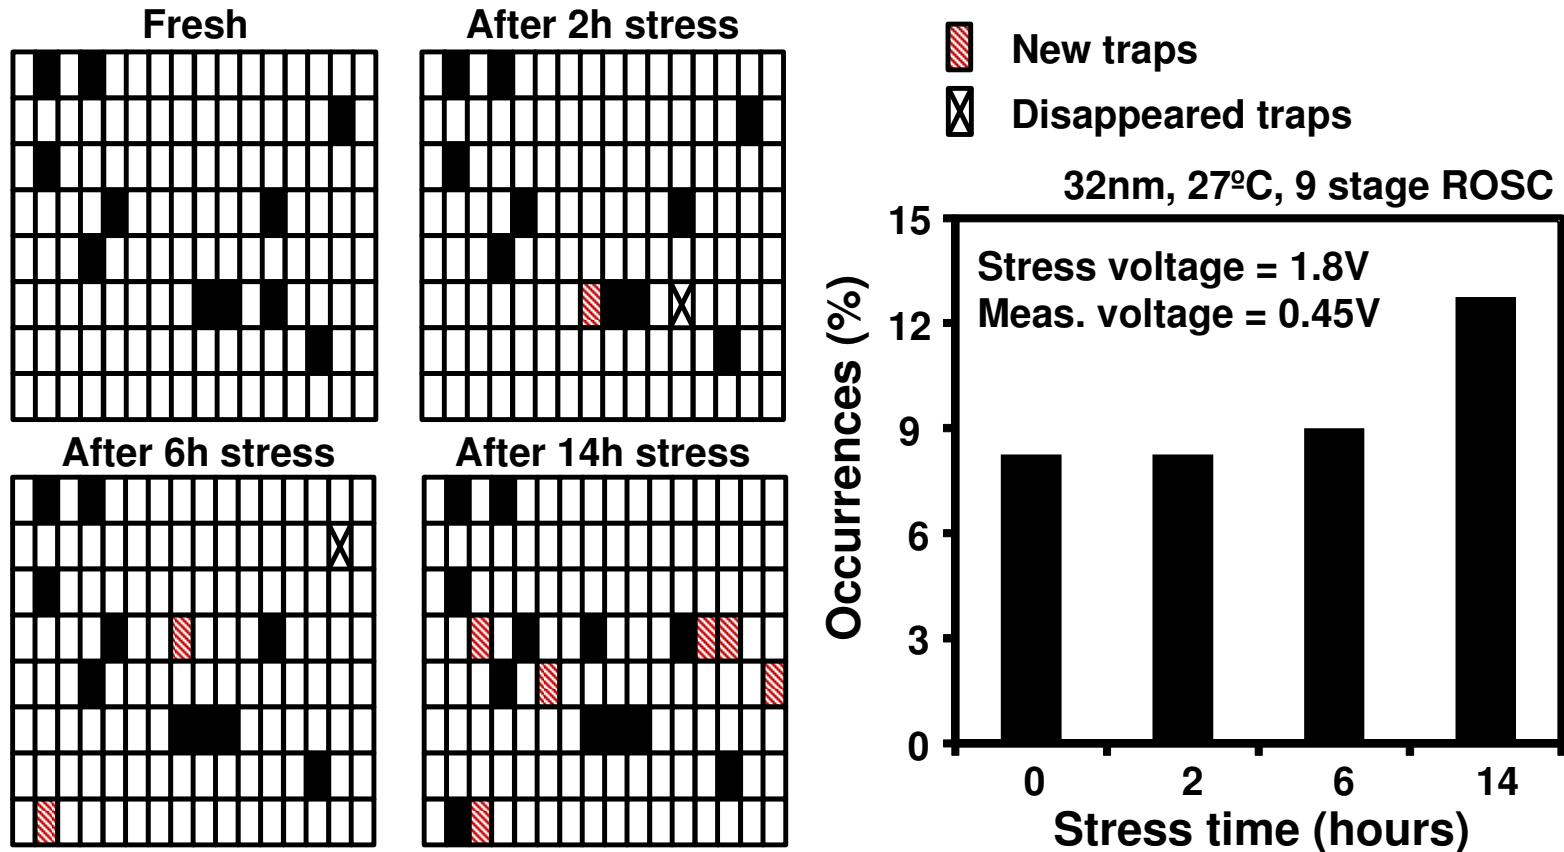 Fresh
After 2h stress
After 6h stress
After 14h stress
New traps
Disappeared traps
32nm, 27ºC, 9 stage ROSC
Stress voltage = 1.8V
Meas. voltage = 0.45V
Occurrences (%)
15
12
9
6
3
0
0 2 6 14
Stress time (hours)